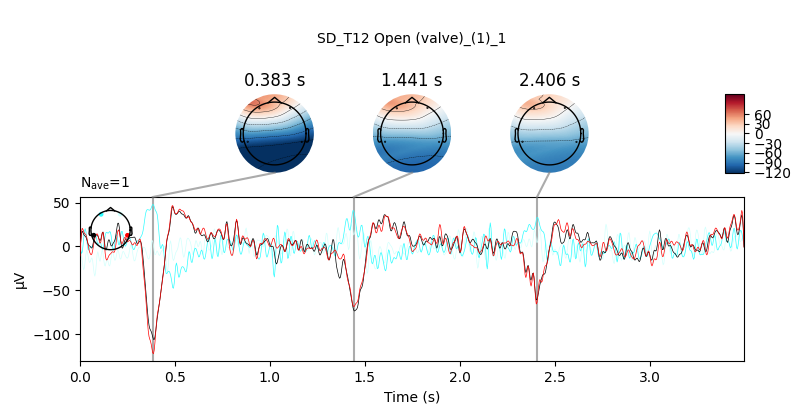 SD_T12 Open (valve)_(1)_1
0.383 s 1.441 s 2.406 s
60
30
0
−30
−60
−90
−120
Nave=1
50
0
−50
−100
µV
0.0 0.5 1.0 1.5 2.0 2.5 3.0
Time (s)